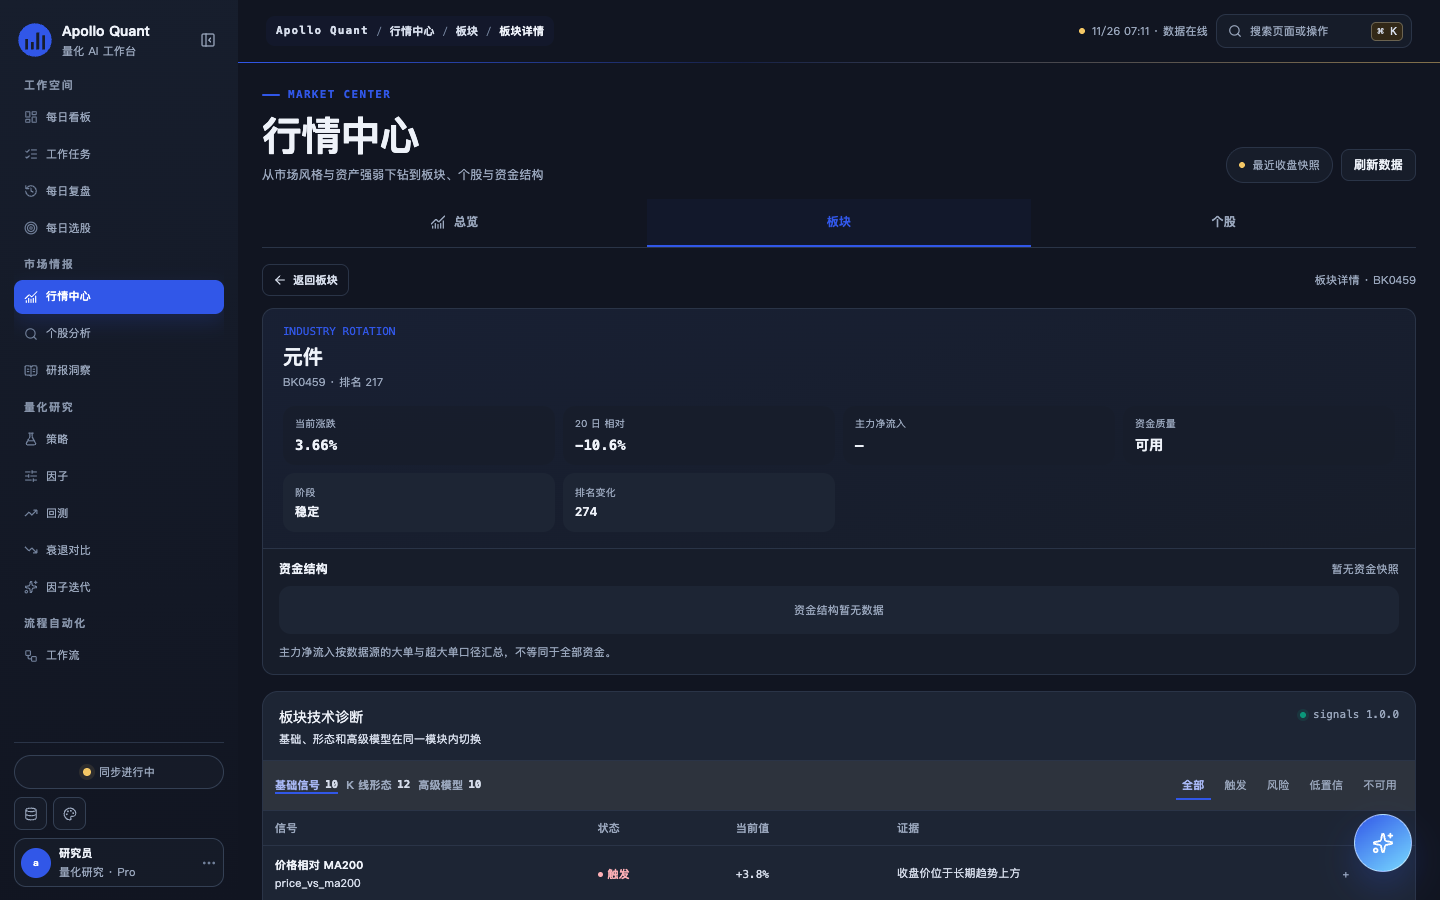 Apollo Quant
量化 AI 工作台
工作空间
每日看板
工作任务
每日复盘
每日选股
市场情报
行情中心
个股分析
研报洞察
量化研究
策略
因子
回测
衰退对比
因子迭代
流程自动化
工作流
同步进行中
a
研究员
量化研究 · Pro
Apollo Quant / 行情中心 / 板块 / 板块详情
11/26 07:11 · 数据在线
搜索页面或操作
⌘ K
MARKET CENTER
行情中心
从市场风格与资产强弱下钻到板块、个股与资金结构
最近收盘快照
刷新数据
总览
板块
个股
返回板块
板块详情 · BK0459
INDUSTRY ROTATION
元件
BK0459 · 排名 217
当前涨跌
3.66%
20 日 相对
-10.6%
主力净流入
—
资金质量
可用
阶段
稳定
排名变化
274
资金结构
暂无资金快照
资金结构暂无数据
主力净流入按数据源的大单与超大单口径汇总，不等同于全部资金。
板块技术诊断
signals 1.0.0
基础、形态和高级模型在同一模块内切换
基础信号 10 K 线形态 12 高级模型 10
全部 触发 风险 低置信 不可用
信号 状态 当前值 证据
价格相对 MA200
price_vs_ma200
触发
+3.8%
收盘价位于长期趋势上方
+